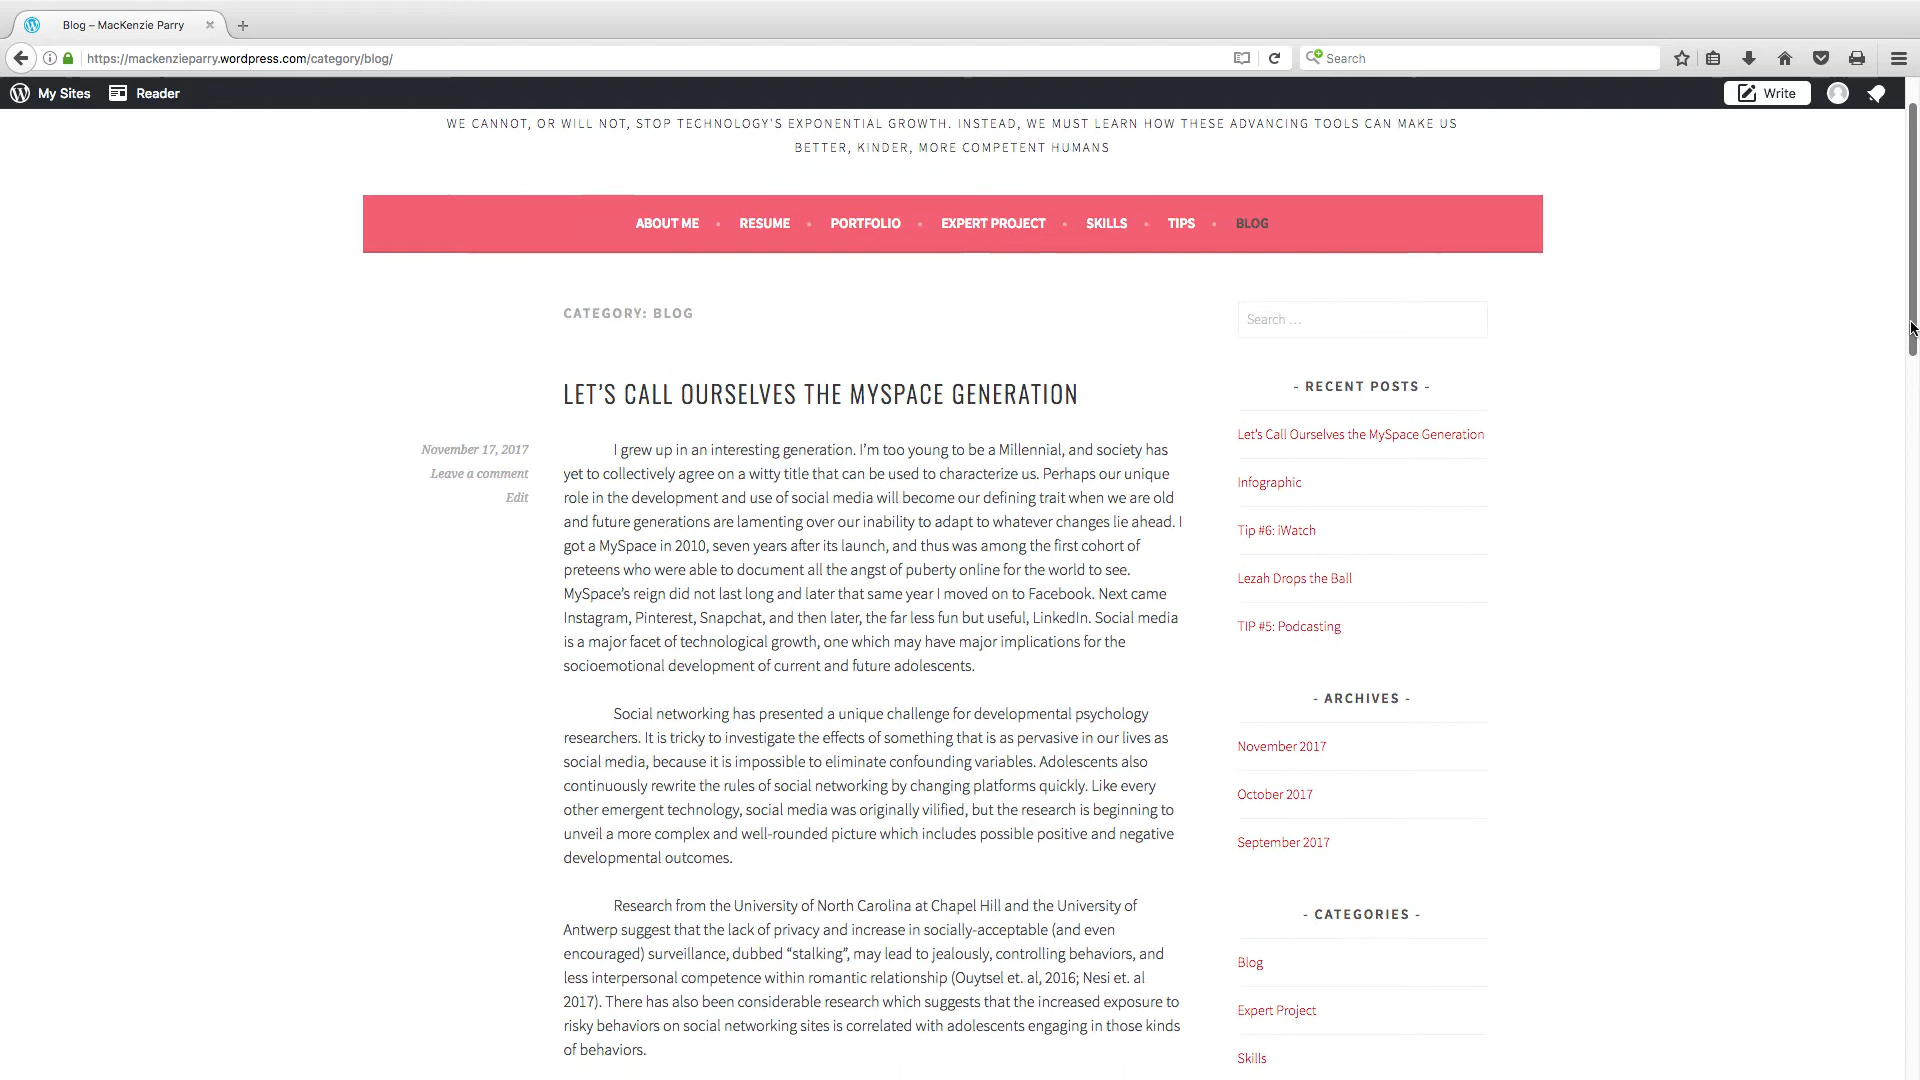 Blog – MacKenzie Parry
https://mackenzieparry.wordpress.com/category/blog/
Search
My Sites
Reader
Write
WE CANNOT, OR WILL NOT, STOP TECHNOLOGY'S EXPONENTIAL GROWTH. INSTEAD, WE MUST LEARN HOW THESE ADVANCING TOOLS CAN MAKE US
BETTER, KINDER, MORE COMPETENT HUMANS
ABOUT ME • RESUME • PORTFOLIO • EXPERT PROJECT • SKILLS • TIPS • BLOG
CATEGORY: BLOG
LET’S CALL OURSELVES THE MYSPACE GENERATION
November 17, 2017
Leave a comment
Edit
I grew up in an interesting generation. I’m too young to be a Millennial, and society has
yet to collectively agree on a witty title that can be used to characterize us. Perhaps our unique
role in the development and use of social media will become our defining trait when we are old
and future generations are lamenting over our inability to adapt to whatever changes lie ahead. I
got a MySpace in 2010, seven years after its launch, and thus was among the first cohort of
preteens who were able to document all the angst of puberty online for the world to see.
MySpace’s reign did not last long and later that same year I moved on to Facebook. Next came
Instagram, Pinterest, Snapchat, and then later, the far less fun but useful, LinkedIn. Social media
is a major facet of technological growth, one which may have major implications for the
socioemotional development of current and future adolescents.
Social networking has presented a unique challenge for developmental psychology
researchers. It is tricky to investigate the effects of something that is as pervasive in our lives as
social media, because it is impossible to eliminate confounding variables. Adolescents also
continuously rewrite the rules of social networking by changing platforms quickly. Like every
other emergent technology, social media was originally vilified, but the research is beginning to
unveil a more complex and well-rounded picture which includes possible positive and negative
developmental outcomes.
Research from the University of North Carolina at Chapel Hill and the University of
Antwerp suggest that the lack of privacy and increase in socially-acceptable (and even
encouraged) surveillance, dubbed “stalking”, may lead to jealously, controlling behaviors, and
less interpersonal competence within romantic relationship (Ouytsel et. al, 2016; Nesi et. al
2017). There has also been considerable research which suggests that the increased exposure to
risky behaviors on social networking sites is correlated with adolescents engaging in those kinds
of behaviors.
Search …
- RECENT POSTS -
Let’s Call Ourselves the MySpace Generation
Infographic
Tip #6: iWatch
Lezah Drops the Ball
TIP #5: Podcasting
- ARCHIVES -
November 2017
October 2017
September 2017
- CATEGORIES -
Blog
Expert Project
Skills